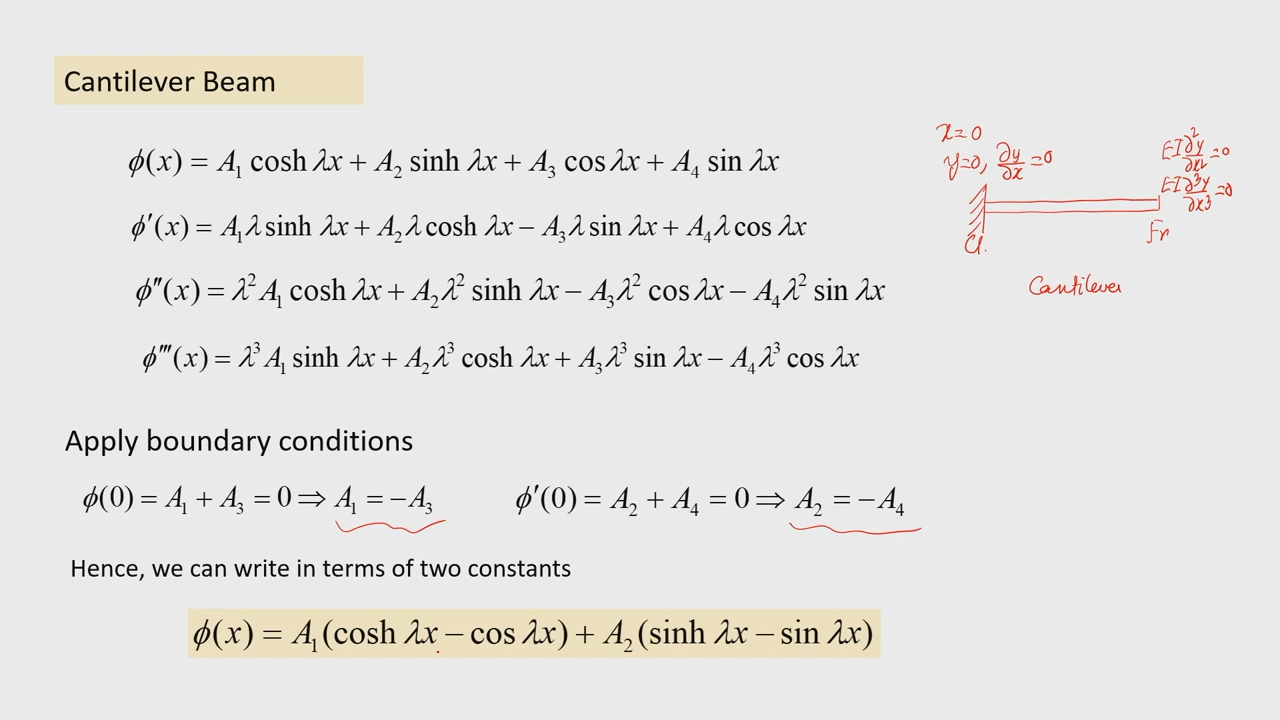 Cantilever Beam
ϕ(x) = A₁ cosh λx + A₂ sinh λx + A₃ cos λx + A₄ sin λx
ϕ′(x) = A₁λ sinh λx + A₂λ cosh λx − A₃λ sin λx + A₄λ cos λx
ϕ″(x) = λ²A₁ cosh λx + A₂λ² sinh λx − A₃λ² cos λx − A₄λ² sin λx
ϕ‴(x) = λ³A₁ sinh λx + A₂λ³ cosh λx + A₃λ³ sin λx − A₄λ³ cos λx
x=0
y=0, ∂y/∂x=0
EI∂²y/∂x²=0
EI∂³y/∂x³=0
Cl.
Fr
Cantilever
Apply boundary conditions
ϕ(0) = A₁ + A₃ = 0 ⇒ A₁ = −A₃ ϕ′(0) = A₂ + A₄ = 0 ⇒ A₂ = −A₄
Hence, we can write in terms of two constants
ϕ(x) = A₁(cosh λx − cos λx) + A₂(sinh λx − sin λx)